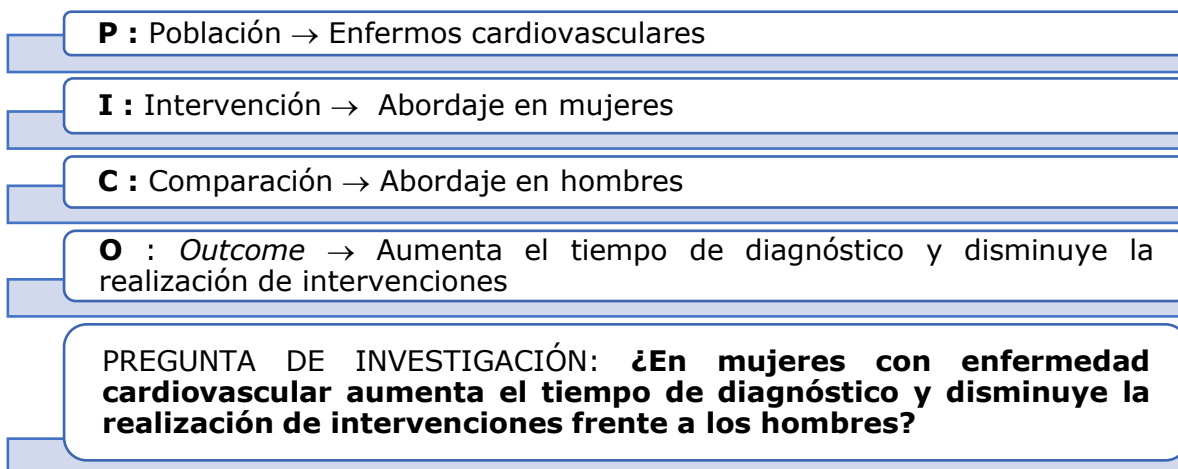 P : Población → Enfermos cardiovasculares
I : Intervención → Abordaje en mujeres
C : Comparación → Abordaje en hombres
O : Outcome → Aumenta el tiempo de diagnóstico y disminuye la
realización de intervenciones
PREGUNTA DE INVESTIGACIÓN: ¿En mujeres con enfermedad
cardiovascular aumenta el tiempo de diagnóstico y disminuye la
realización de intervenciones frente a los hombres?